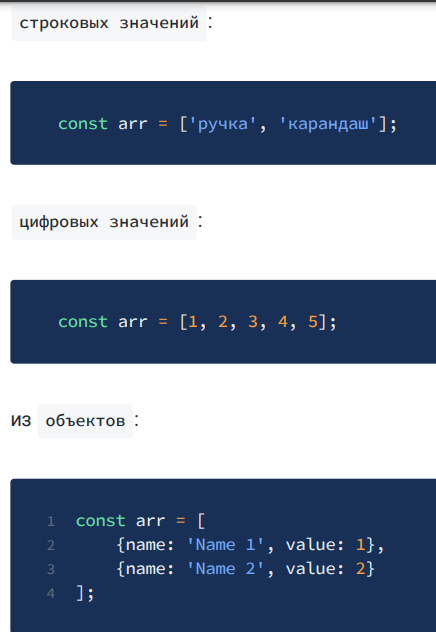 строковых значений:
const arr = ['ручка', 'карандаш'];
цифровых значений:
const arr = [1, 2, 3, 4, 5];
из объектов:
1 const arr = [
2     {name: 'Name 1', value: 1},
3     {name: 'Name 2', value: 2}
4 ];